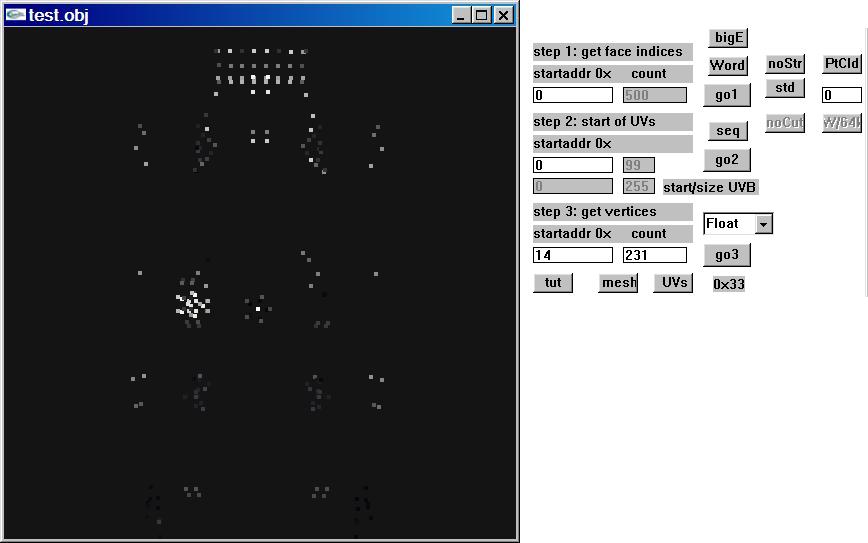 test.obj
bigE
step 1: get face indices
Word
noStr
PtCld
startaddr 0x count
std
0
500
go1
0
step 2: start of UVs
noCut
W/64k
seq
startaddr 0x
0
99
go2
0
255
start/size UVB
step 3: get vertices
Float
startaddr 0x count
14
231
go3
tut
mesh
UVs
0x33